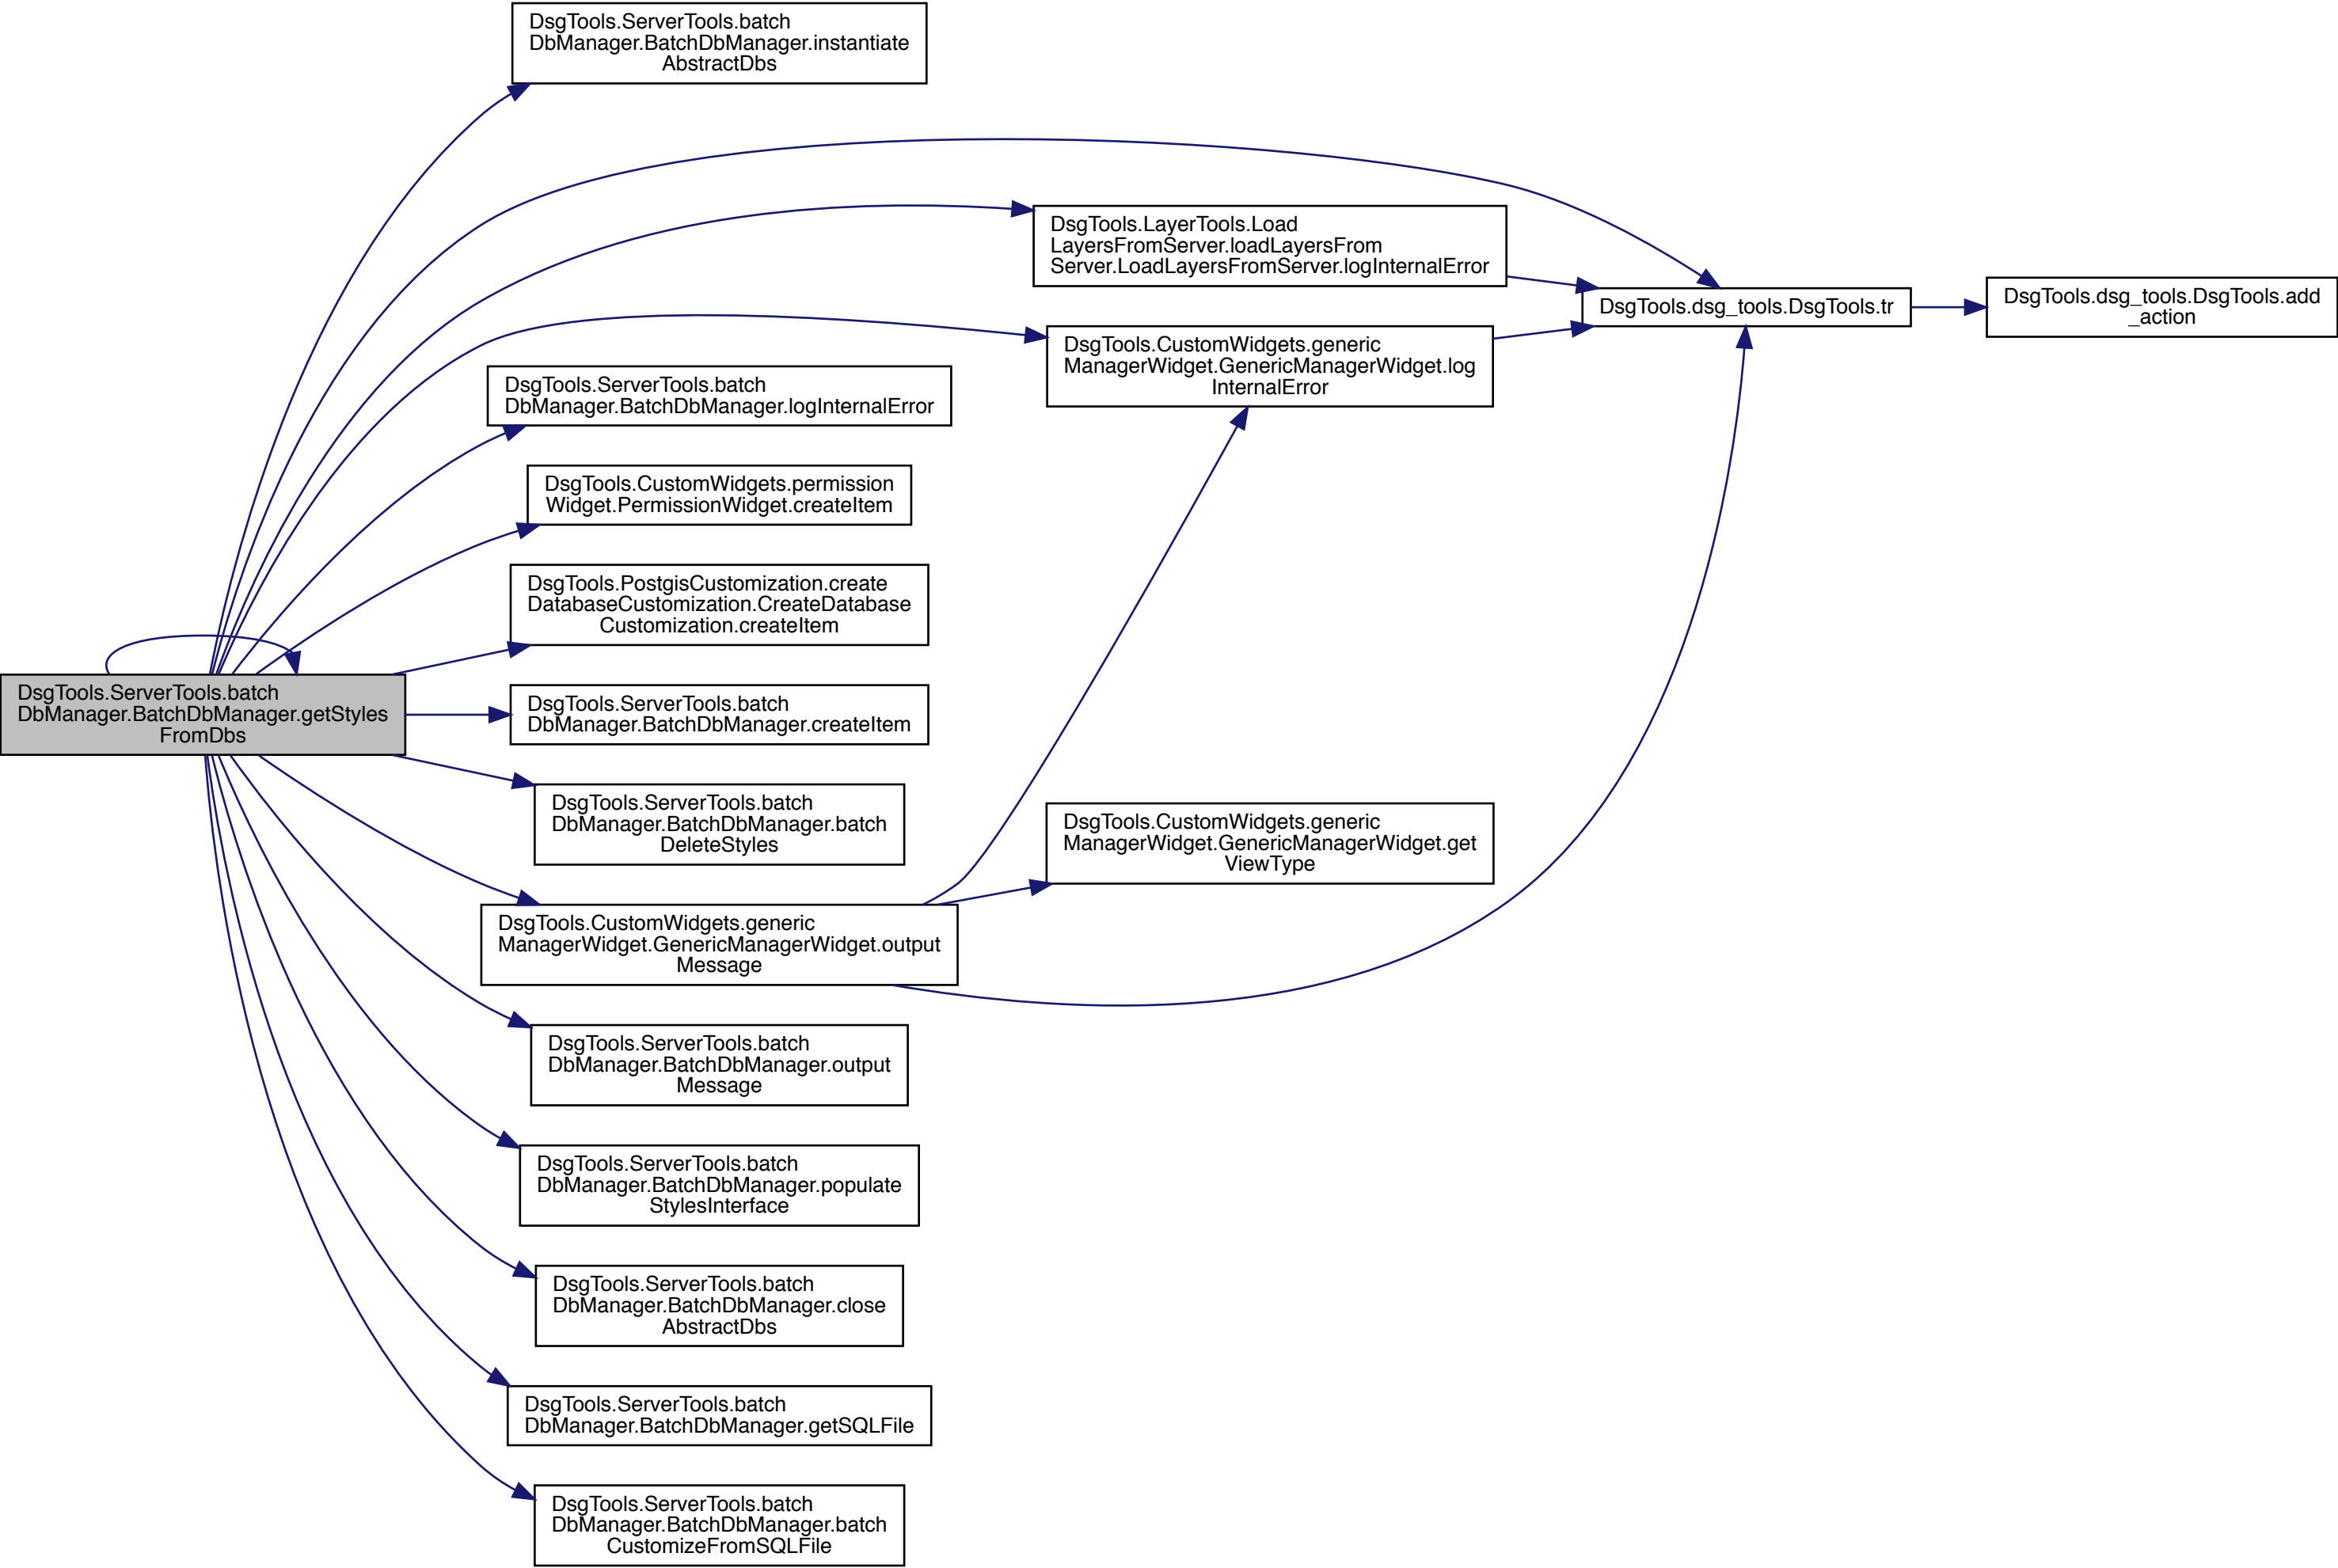 DsgTools.ServerTools.batch
DbManager.BatchDbManager.getStyles
FromDbs
DsgTools.ServerTools.batch
DbManager.BatchDbManager.instantiate
AbstractDbs
DsgTools.LayerTools.Load
LayersFromServer.loadLayersFrom
Server.LoadLayersFromServer.logInternalError
DsgTools.dsg_tools.DsgTools.tr
DsgTools.dsg_tools.DsgTools.add
_action
DsgTools.CustomWidgets.generic
ManagerWidget.GenericManagerWidget.log
InternalError
DsgTools.ServerTools.batch
DbManager.BatchDbManager.logInternalError
DsgTools.CustomWidgets.permission
Widget.PermissionWidget.createItem
DsgTools.PostgisCustomization.create
DatabaseCustomization.CreateDatabase
Customization.createItem
DsgTools.ServerTools.batch
DbManager.BatchDbManager.createItem
DsgTools.ServerTools.batch
DbManager.BatchDbManager.batch
DeleteStyles
DsgTools.CustomWidgets.generic
ManagerWidget.GenericManagerWidget.get
ViewType
DsgTools.CustomWidgets.generic
ManagerWidget.GenericManagerWidget.output
Message
DsgTools.ServerTools.batch
DbManager.BatchDbManager.output
Message
DsgTools.ServerTools.batch
DbManager.BatchDbManager.populate
StylesInterface
DsgTools.ServerTools.batch
DbManager.BatchDbManager.close
AbstractDbs
DsgTools.ServerTools.batch
DbManager.BatchDbManager.getSQLFile
DsgTools.ServerTools.batch
DbManager.BatchDbManager.batch
CustomizeFromSQLFile